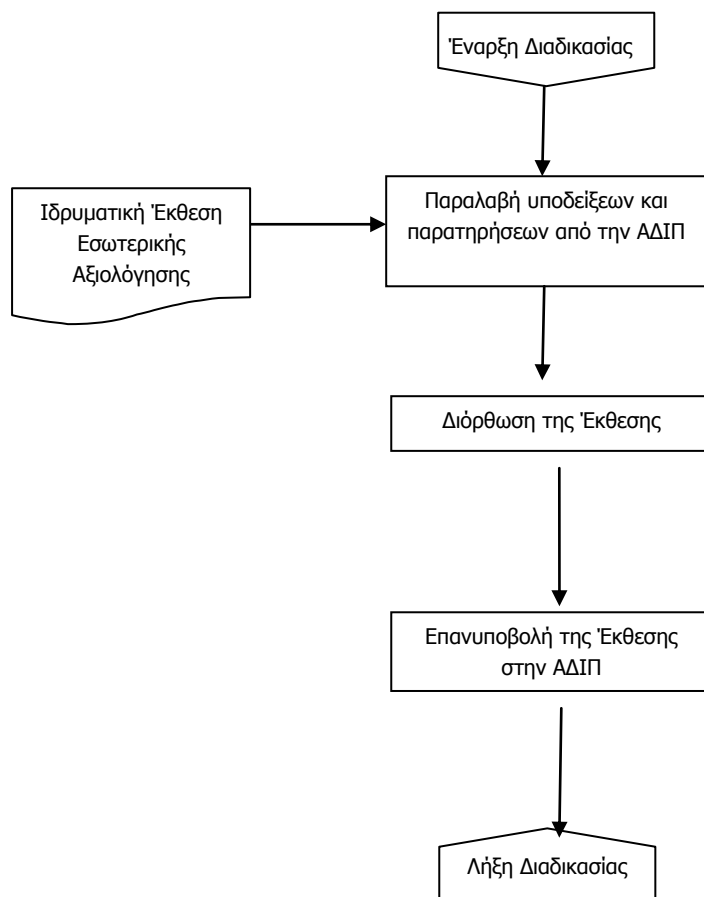 Έναρξη Διαδικασίας
Ιδρυματική Έκθεση
Εσωτερικής
Αξιολόγησης
Παραλαβή υποδείξεων και
παρατηρήσεων από την ΑΔΙΠ
Διόρθωση της Έκθεσης
Επανυποβολή της Έκθεσης
στην ΑΔΙΠ
Λήξη Διαδικασίας